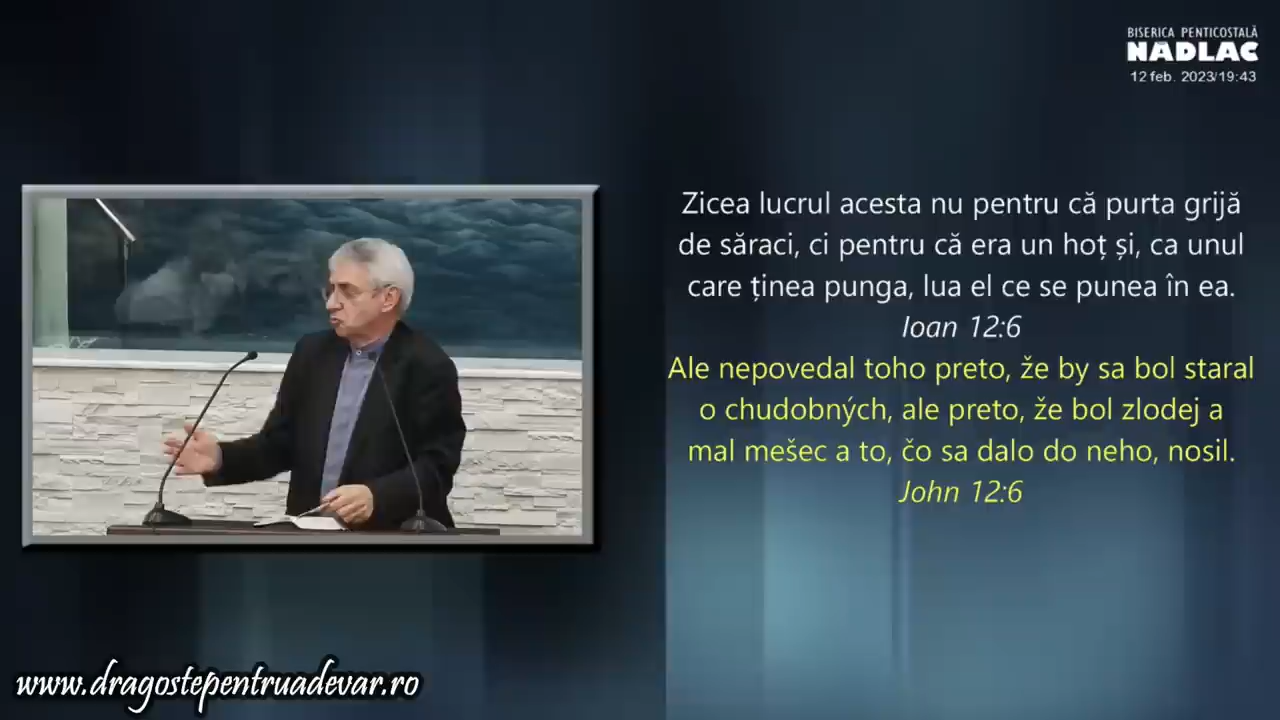 BISERICA PENTICOSTALĂ
NĂDLAC
12 feb. 2023/19:43
Zicea lucrul acesta nu pentru că purta grijă
de săraci, ci pentru că era un hoț și, ca unul
care ținea punga, lua el ce se punea în ea.
Ioan 12:6
Ale nepovedal toho preto, že by sa bol staral
o chudobných, ale preto, že bol zlodej a
mal mešec a to, čo sa dalo do neho, nosil.
John 12:6
www.dragostepentruadevar.ro